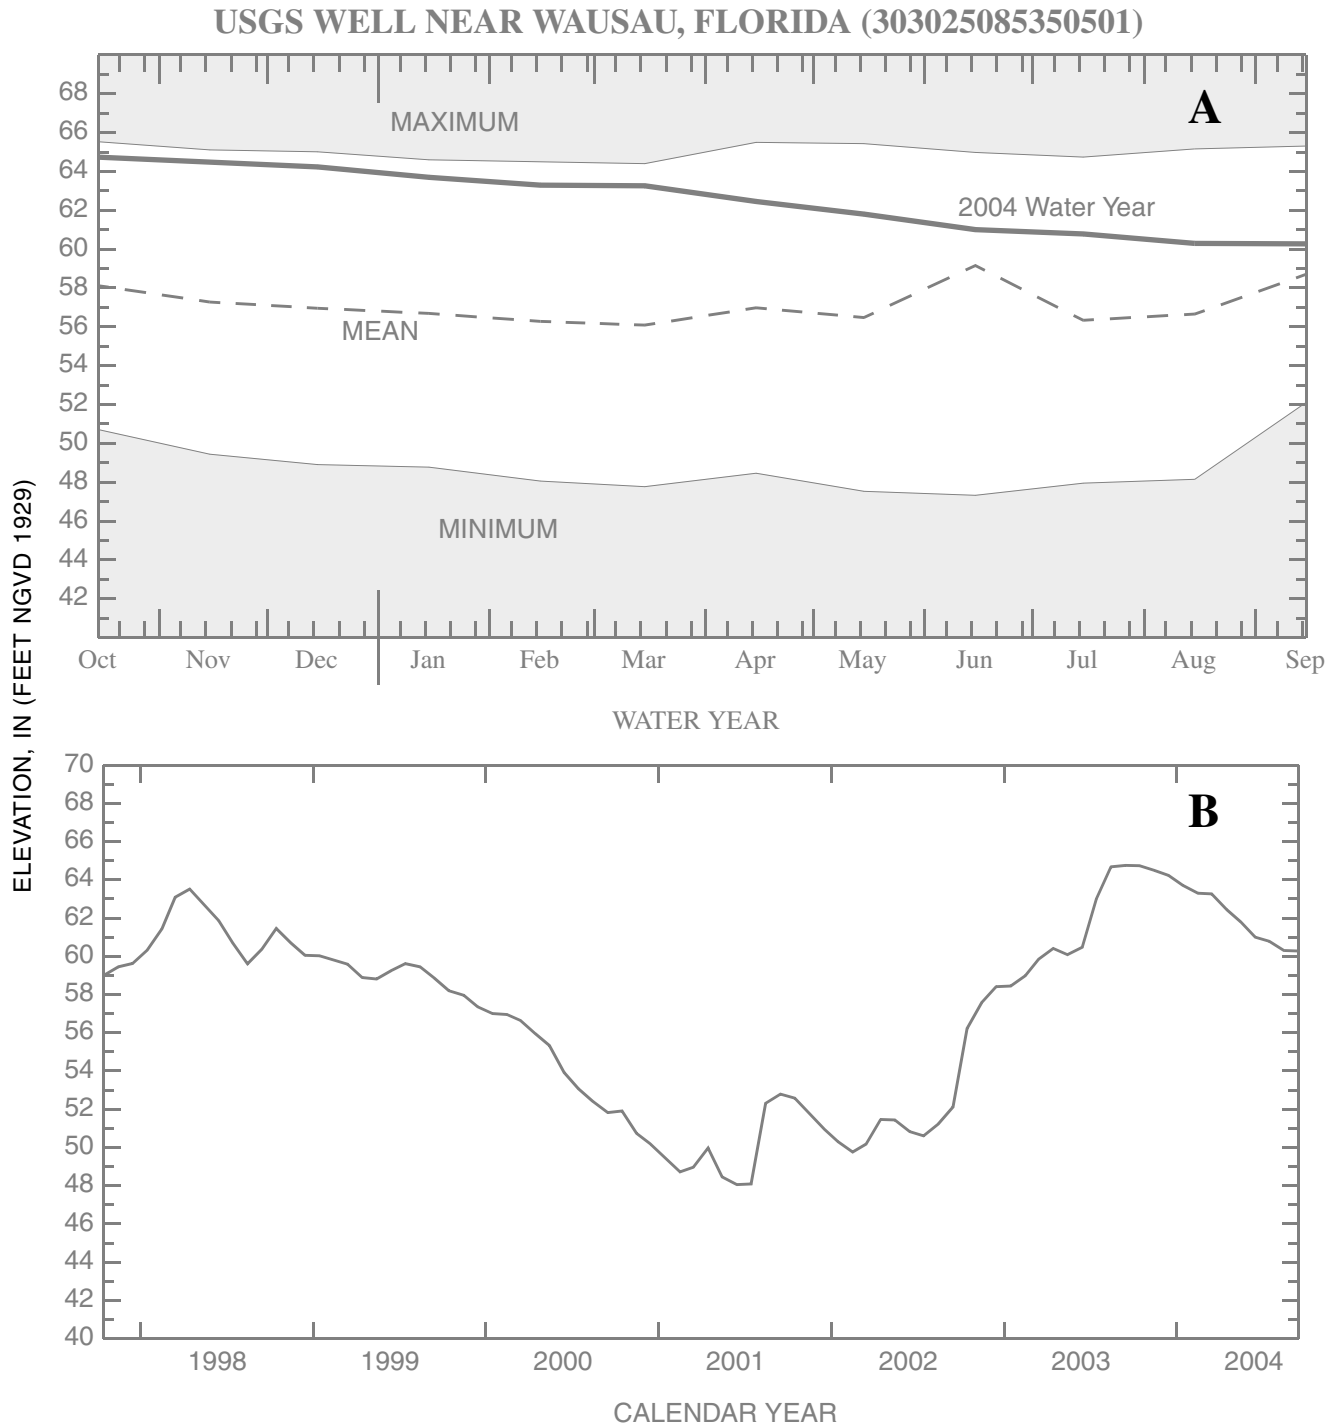 USGS WELL NEAR WAUSAU, FLORIDA (303025085350501)
A
68
MAXIMUM
66
64
2004 Water Year
62
60
58
MEAN
56
54
52
50
48
MINIMUM
46
44
42
Oct Nov Dec Jan Feb Mar Apr May Jun Jul Aug Sep
WATER YEAR
ELEVATION, IN (FEET NGVD 1929)
70
B
68
66
64
62
60
58
56
54
52
50
48
46
44
42
40
1998 1999 2000 2001 2002 2003 2004
CALENDAR YEAR